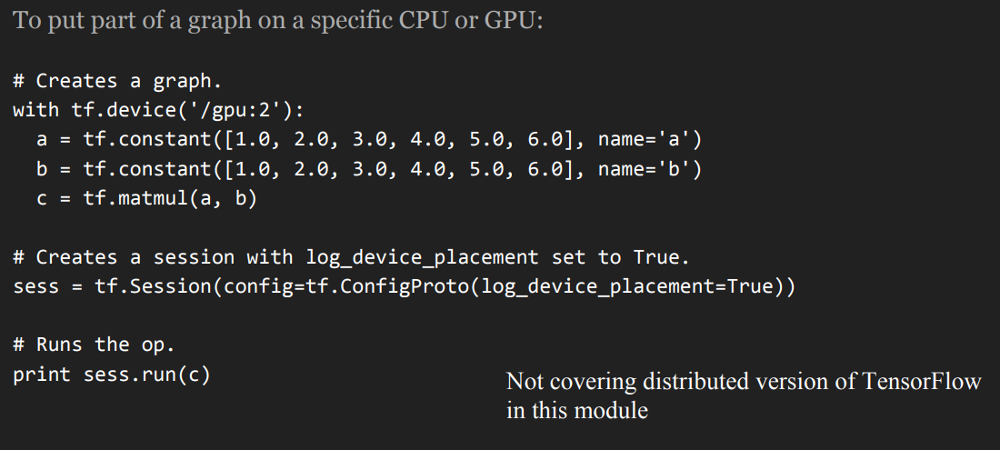 To put part of a graph on a specific CPU or GPU:
# Creates a graph.
with tf.device('/gpu:2'):
  a = tf.constant([1.0, 2.0, 3.0, 4.0, 5.0, 6.0], name='a')
  b = tf.constant([1.0, 2.0, 3.0, 4.0, 5.0, 6.0], name='b')
  c = tf.matmul(a, b)
# Creates a session with log_device_placement set to True.
sess = tf.Session(config=tf.ConfigProto(log_device_placement=True))
# Runs the op.
print sess.run(c)
Not covering distributed version of TensorFlow
in this module